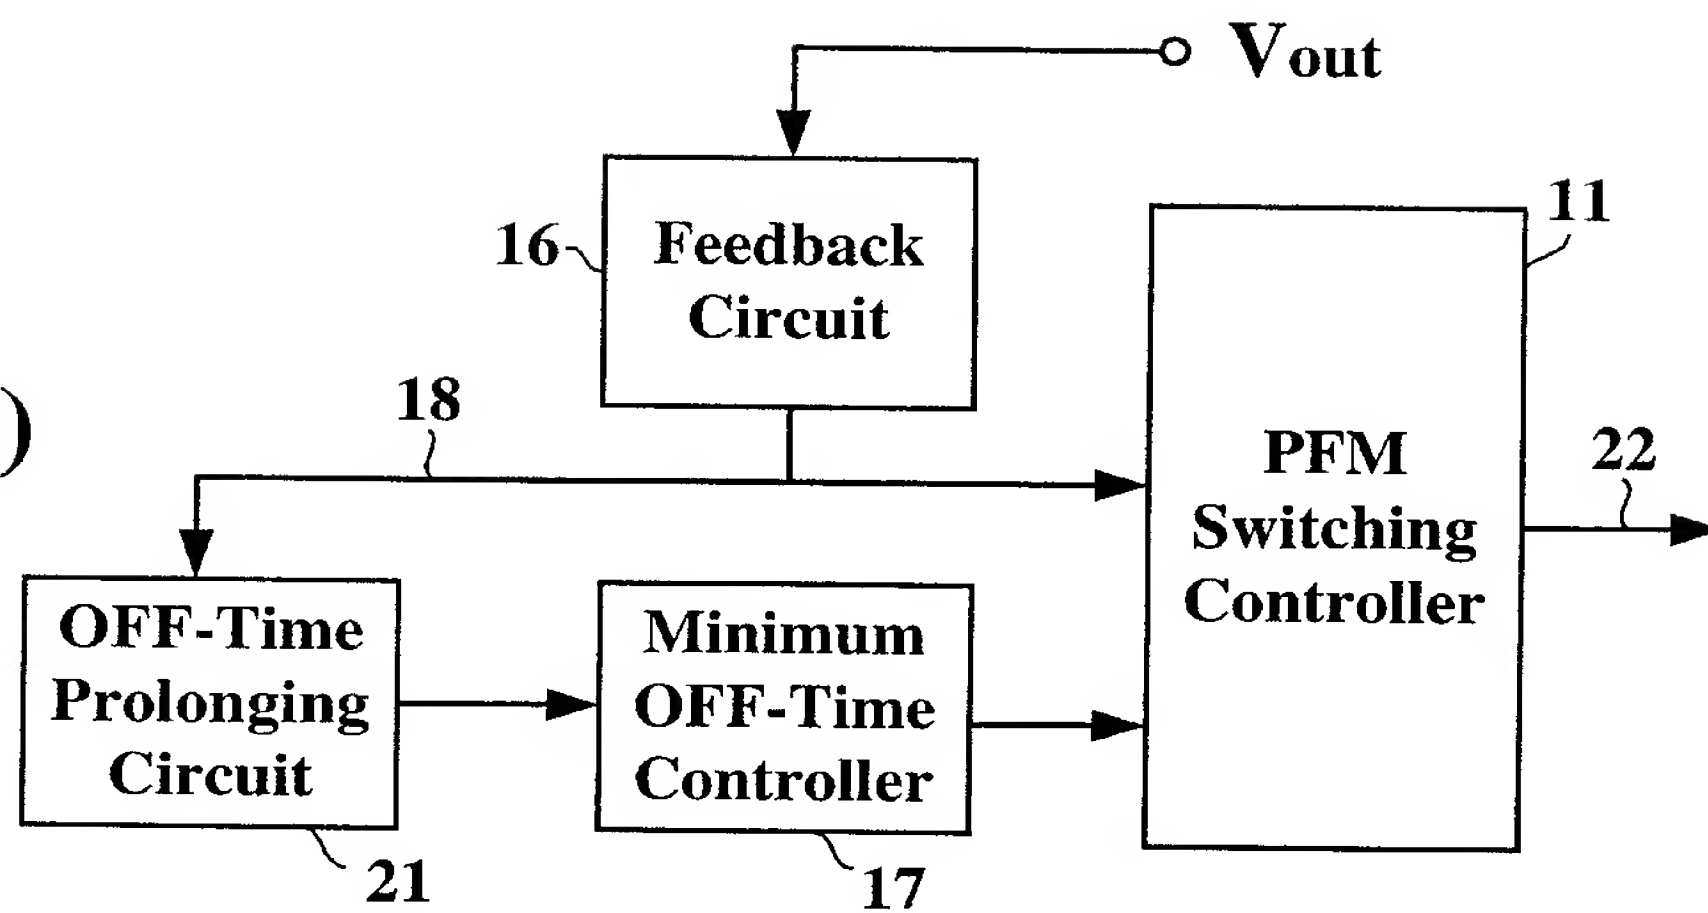 Vout
11
16
Feedback
Circuit
18
PFM
Switching
Controller
22
)
OFF-Time
Prolonging
Circuit
Minimum
OFF-Time
Controller
21
17